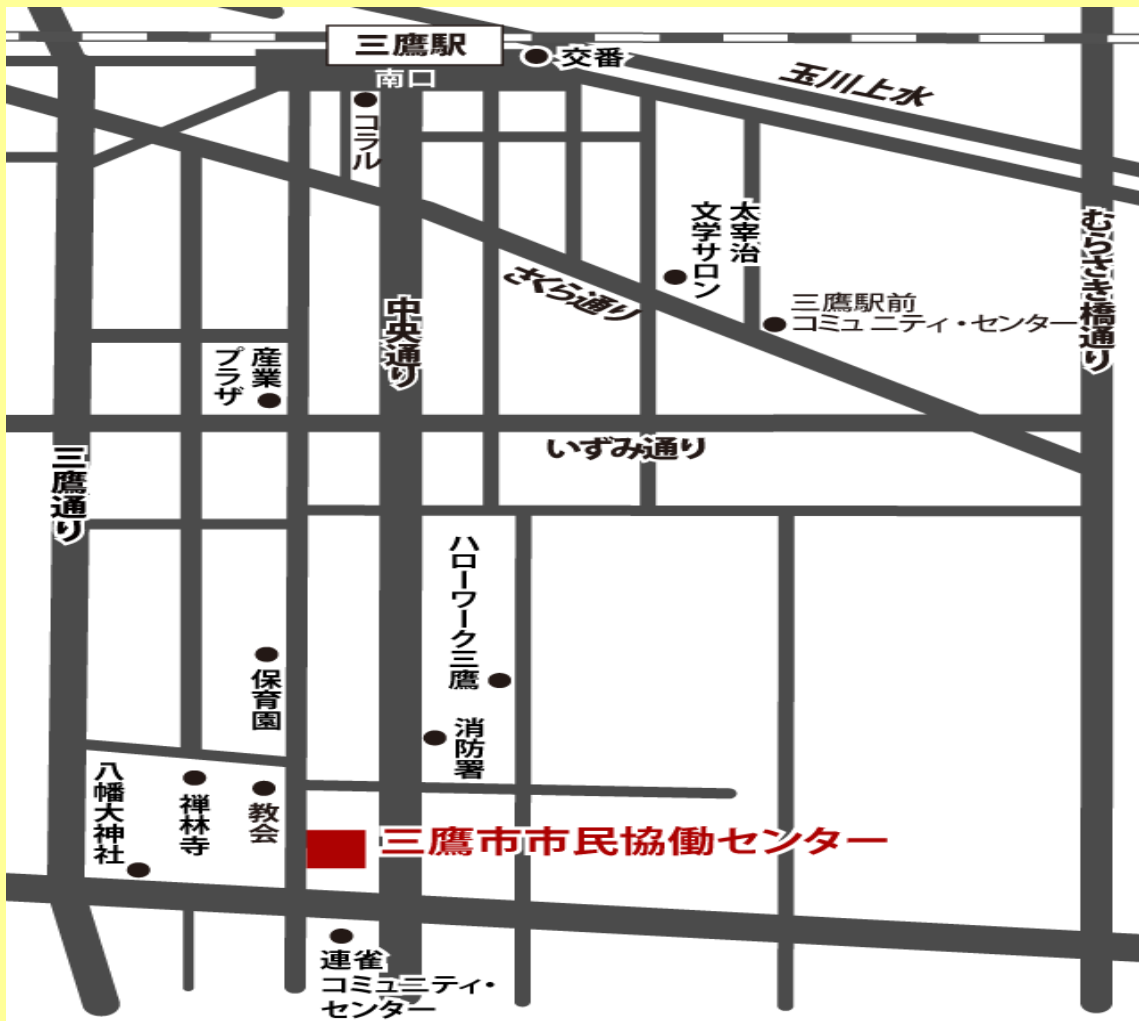 三鷹駅
南口
交番
玉川上水
コラル
太宰治
文学サロン
むらさき橋通り
さくら通り
三鷹駅前
コミュニティ・センター
中央通り
産業
プラザ
いずみ通り
三鷹通り
ハローワーク三鷹
保育園
消防署
八幡大神社
禅林寺
教会
三鷹市市民協働センター
連雀
コミュニティ・
センター